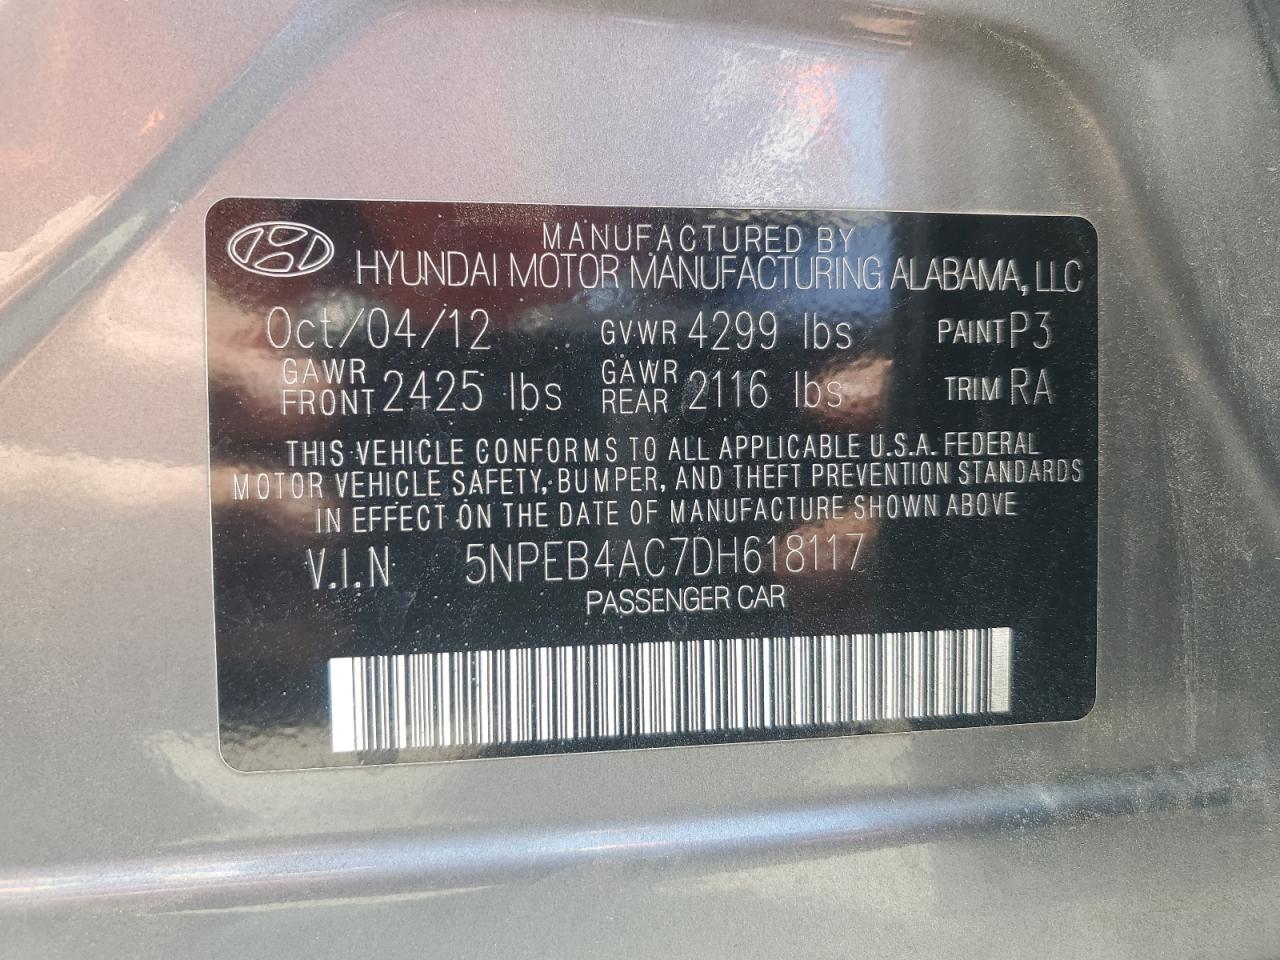 MANUFACTURED BY
HYUNDAI MOTOR MANUFACTURING ALABAMA, LLC
Oct/04/12 GVWR 4299 lbs PAINT P3
GAWR FRONT 2425 lbs GAWR REAR 2116 lbs TRIM RA
THIS VEHICLE CONFORMS TO ALL APPLICABLE U.S.A. FEDERAL
MOTOR VEHICLE SAFETY, BUMPER, AND THEFT PREVENTION STANDARDS
IN EFFECT ON THE DATE OF MANUFACTURE SHOWN ABOVE
V.I.N 5NPEB4AC7DH618117
PASSENGER CAR